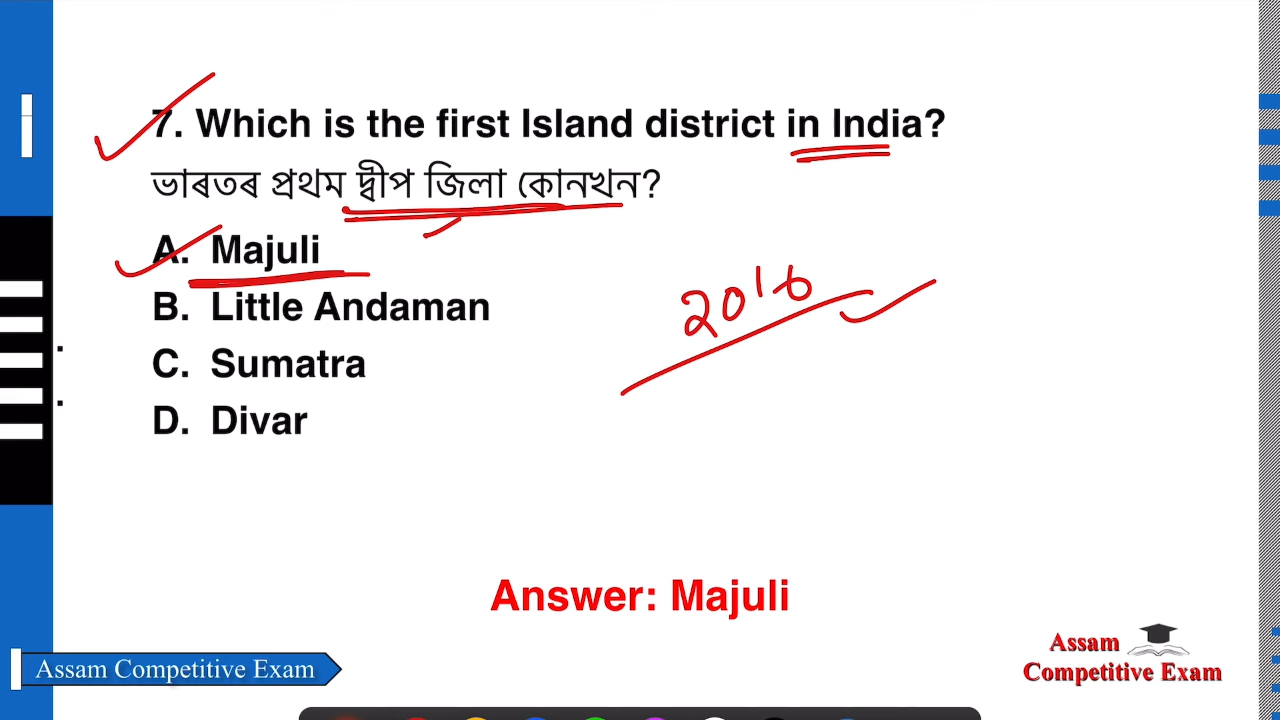 7. Which is the first Island district in India?
ভাৰতৰ প্ৰথম দ্বীপ জিলা কোনখন?
A. Majuli
B. Little Andaman
C. Sumatra
D. Divar
2016
Answer: Majuli
Assam Competitive Exam
Assam
Competitive Exam